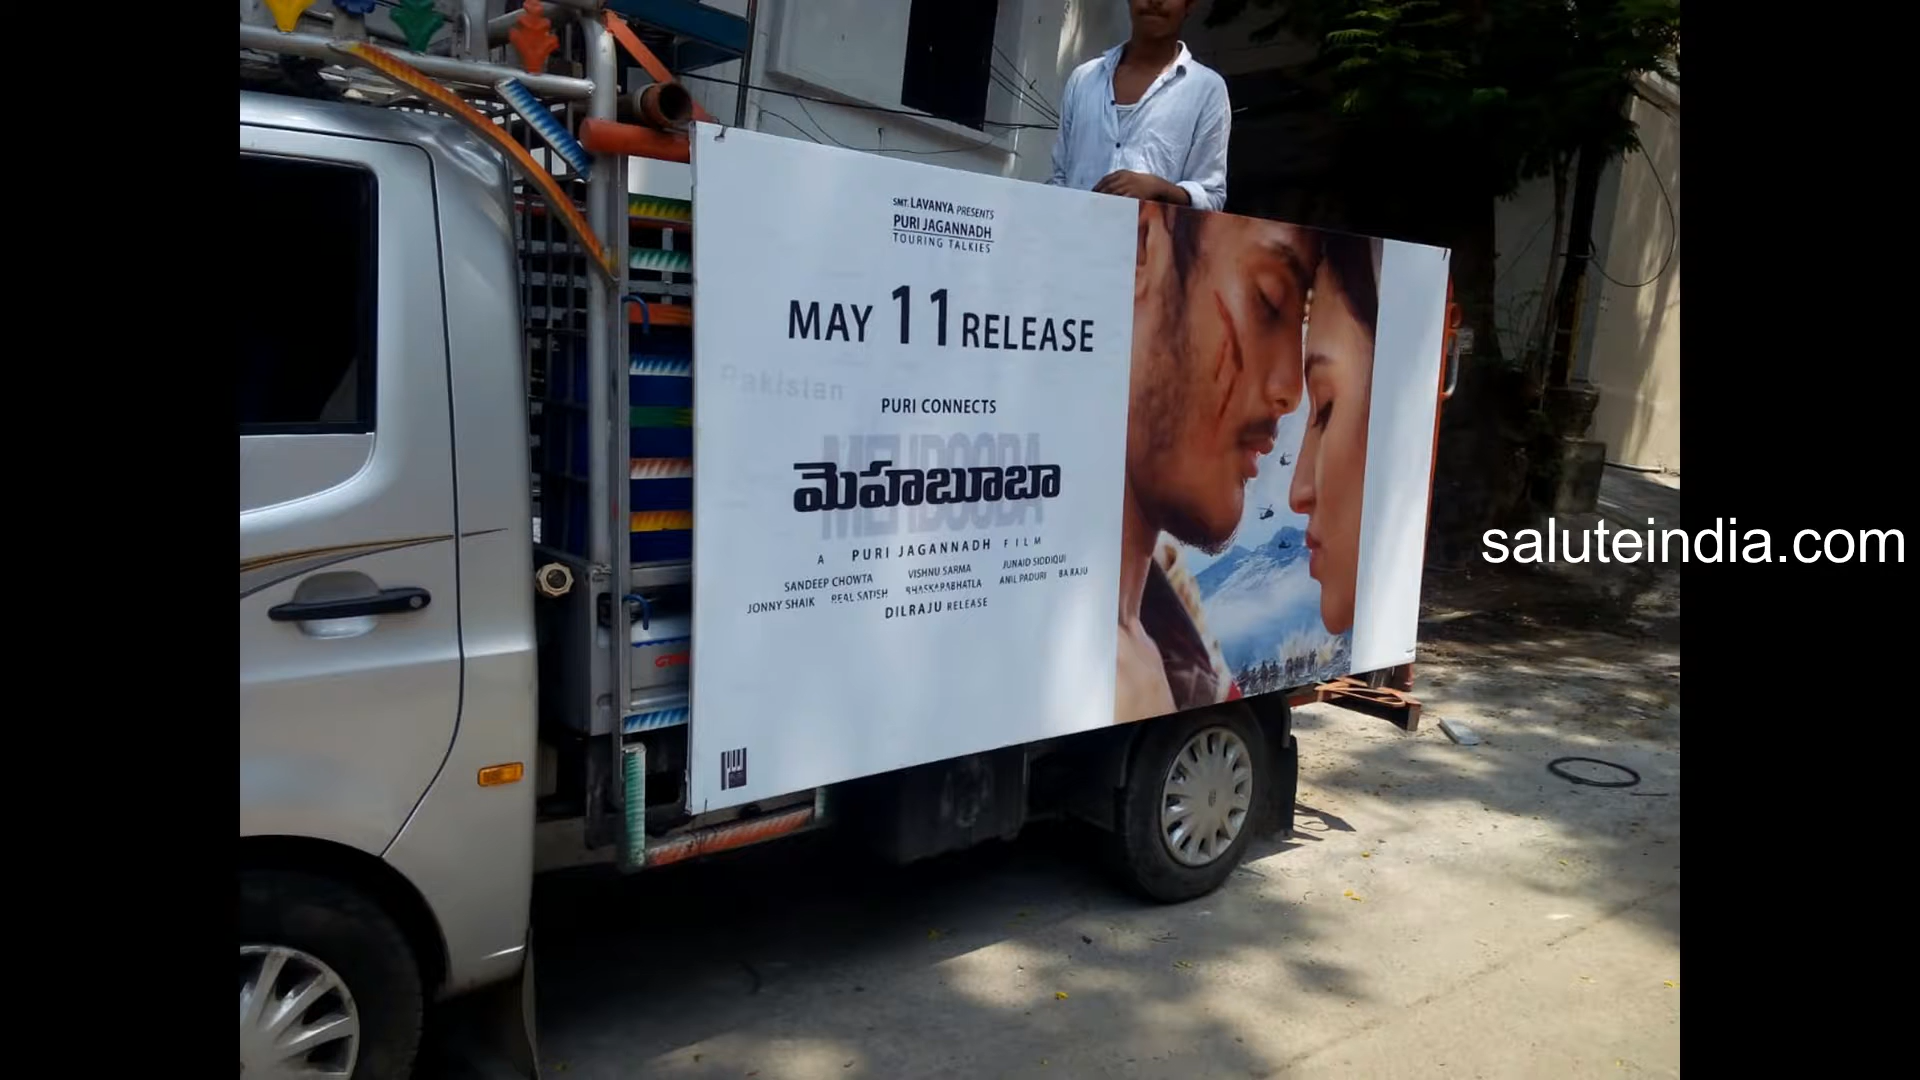 SMT. LAVANYA PRESENTS
PURI JAGANNADH
TOURING TALKIES
MAY 11 RELEASE
Pakistan
PURI CONNECTS
MEHBOOBA
మెహబూబా
A PURI JAGANNADH FILM
SANDEEP CHOWTA VISHNU SARMA JUNAID SIDDIQUI
JONNY SHAIK REAL SATISH BHASKARABHATLA ANIL PADURI BA RAJU
DILRAJU RELEASE
saluteindia.com